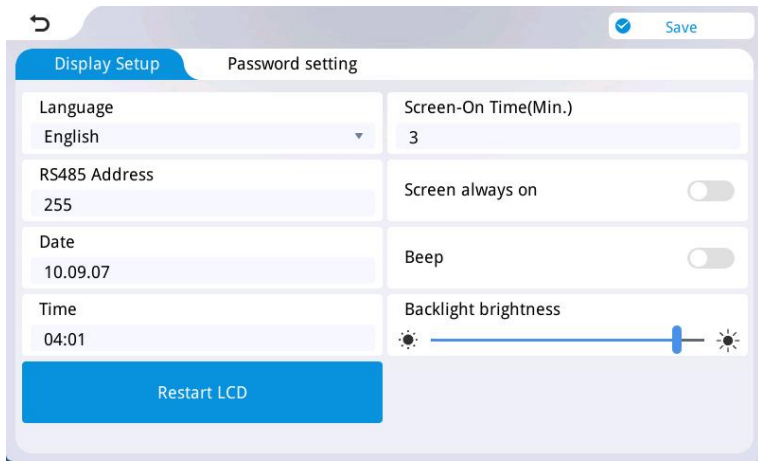 Save
Display Setup
Password setting
Language
English
Screen-On Time(Min.)
3
RS485 Address
255
Screen always on
Date
10.09.07
Beep
Time
04:01
Backlight brightness
Restart LCD